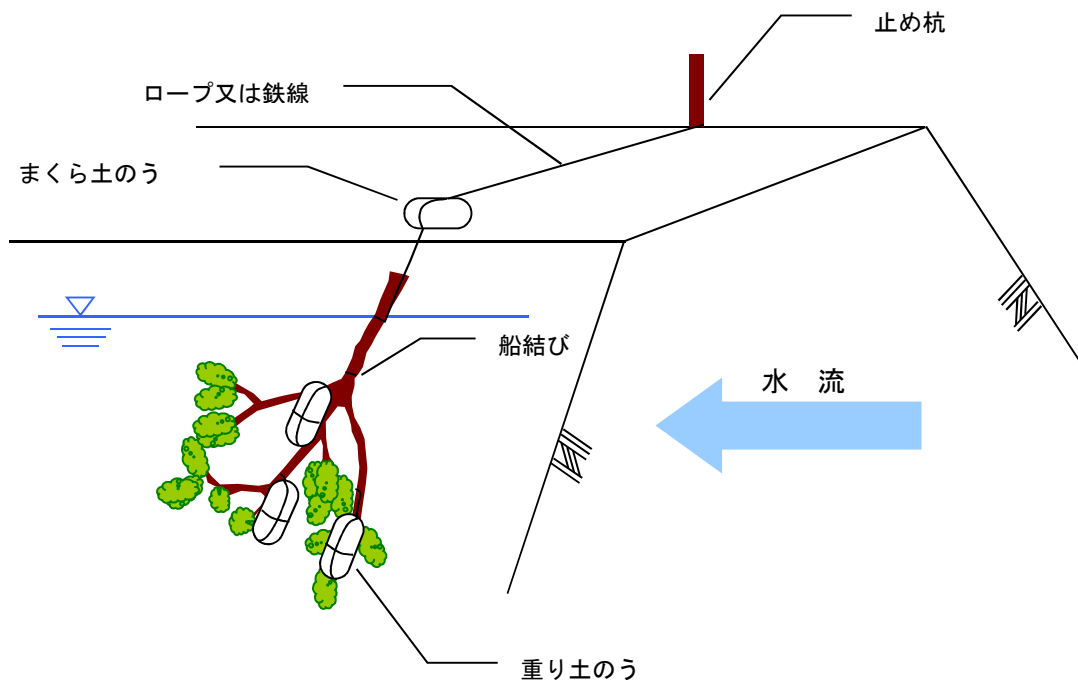 止め杭
ロープ又は鉄線
まくら土のう
船結び
水　流
重り土のう